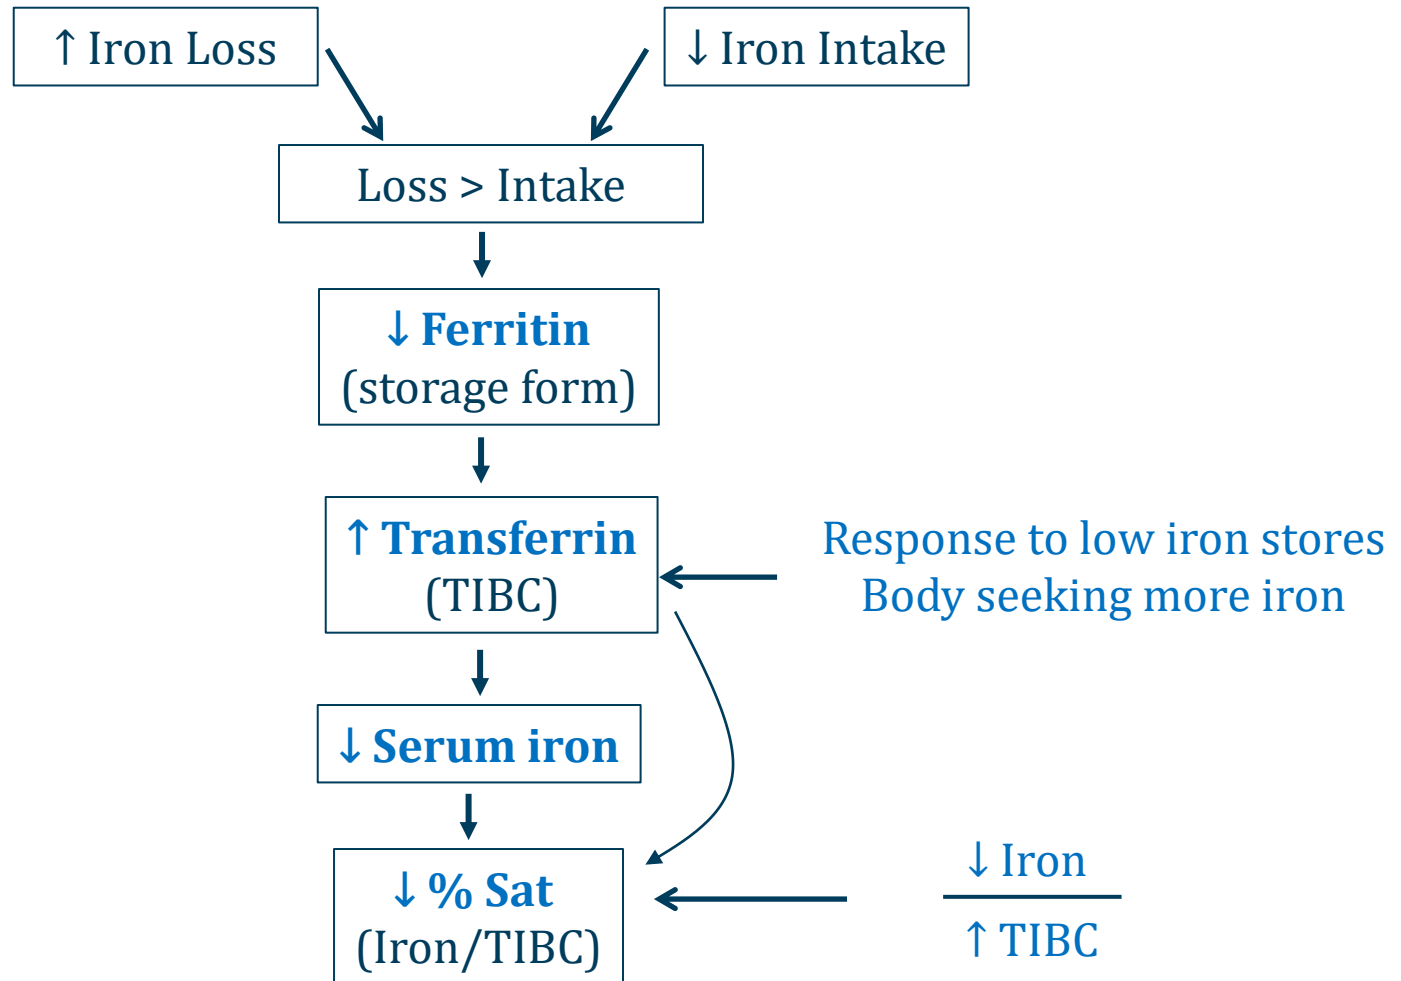 ↑ Iron Loss
↓ Iron Intake
Loss > Intake
↓ Ferritin
(storage form)
↑ Transferrin
(TIBC)
Response to low iron stores
Body seeking more iron
↓ Serum iron
↓ % Sat
(Iron/TIBC)
↓ Iron
↑ TIBC